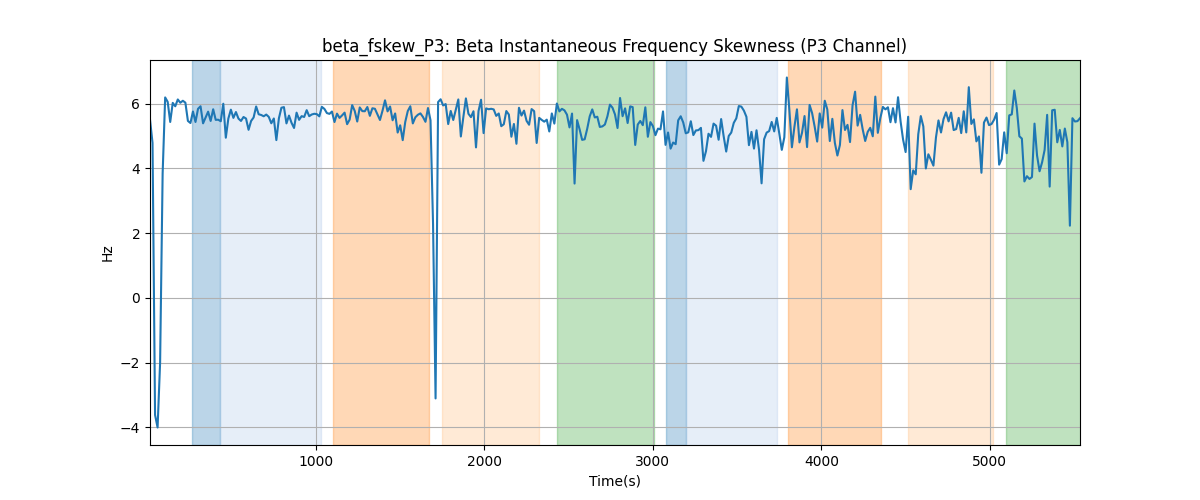 beta_fskew_P3: Beta Instantaneous Frequency Skewness (P3 Channel)
6
4
2
0
−2
−4
Hz
1000 2000 3000 4000 5000
Time(s)